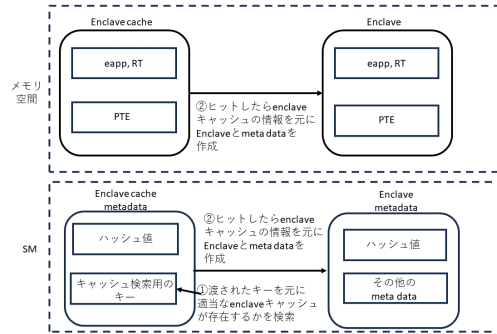 Enclave cache
Enclave
eapp, RT
eapp, RT
メモリ
空間
②ヒットしたらenclave
キャッシュの情報を元に
Enclaveとmeta dataを
作成
PTE
PTE
Enclave cache
metadata
Enclave
metadata
②ヒットしたらenclave
キャッシュの情報を元に
Enclaveとmeta dataを
作成
ハッシュ値
ハッシュ値
SM
キャッシュ検索用の
キー
①渡されたキーを元に
適当なenclaveキャッシュ
が存在するかを検索
その他の
meta data